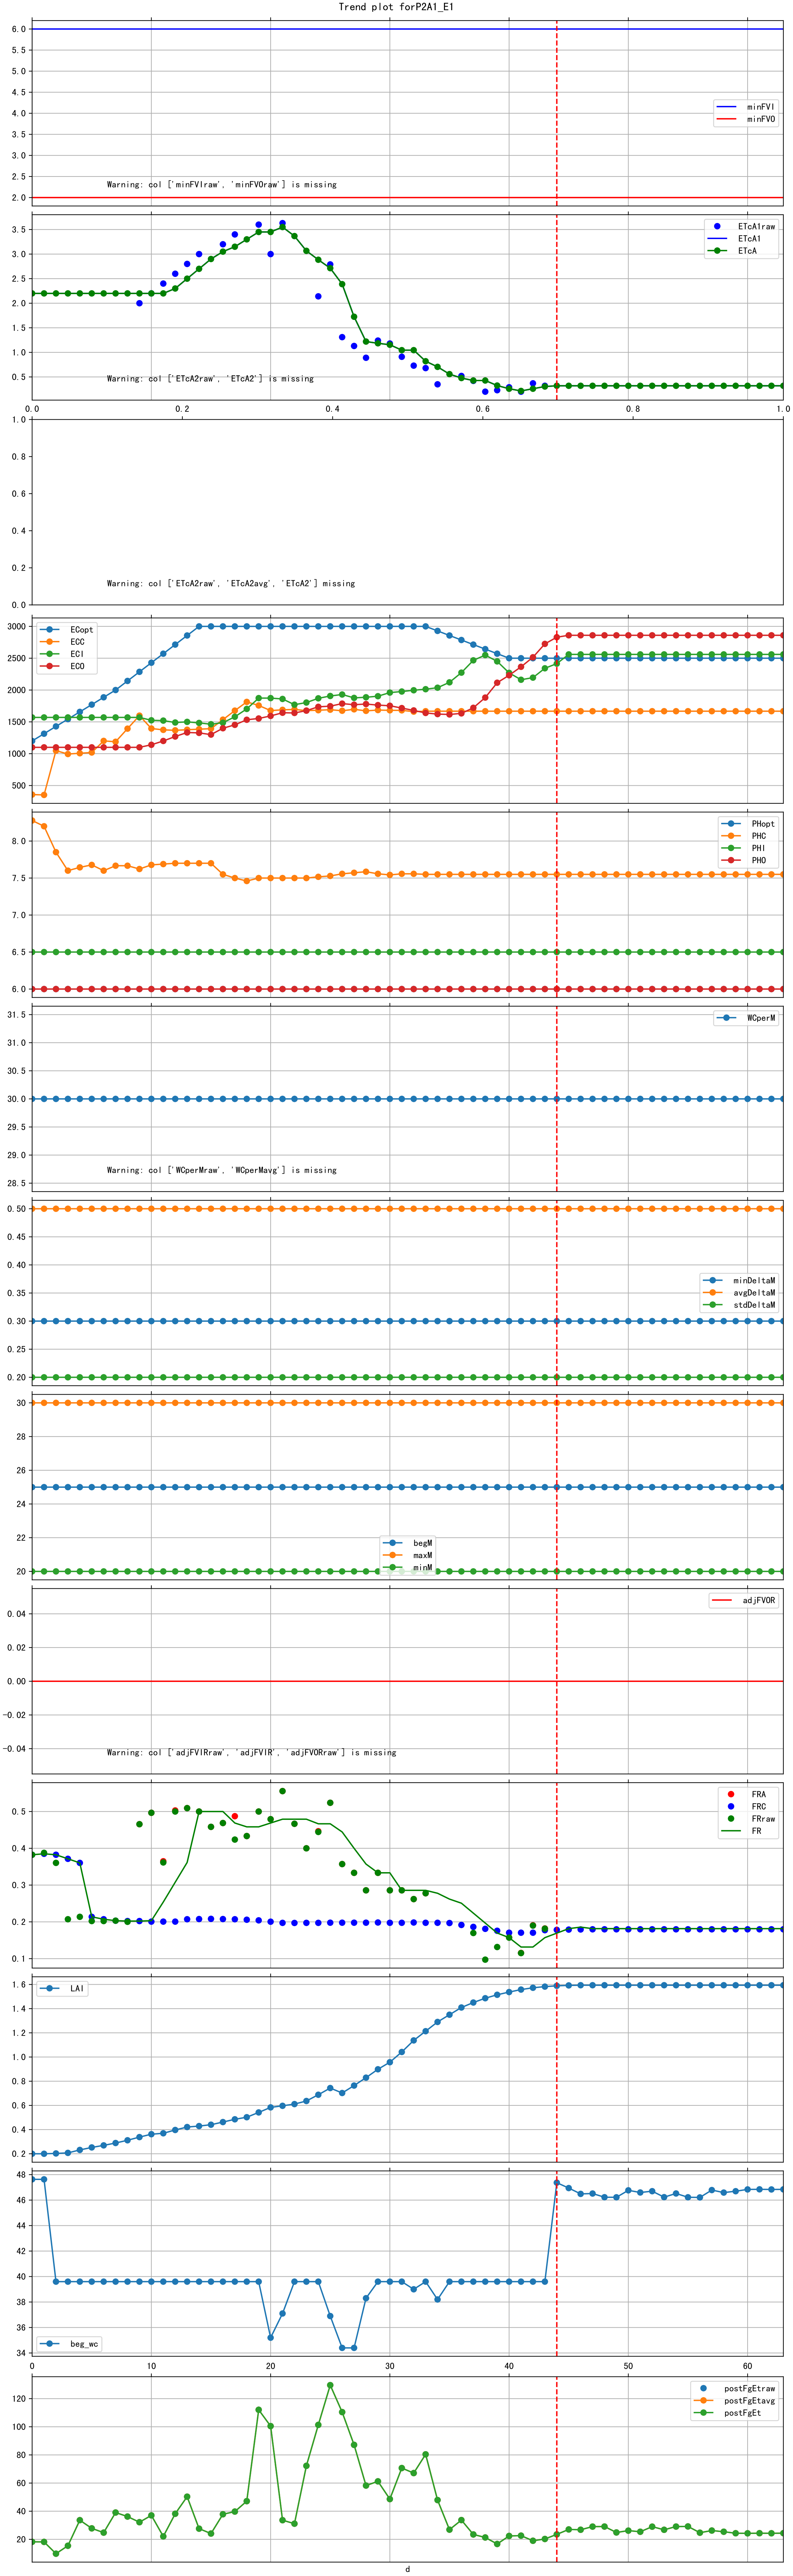 Trend plot forP2A1_E1
6.0
5.5
5.0
4.5
4.0
3.5
3.0
2.5
2.0
minFVI
minFVO
Warning: col ['minFVIraw', 'minFVOraw'] is missing
3.5
3.0
2.5
2.0
1.5
1.0
0.5
ETcA1raw
ETcA1
ETcA
Warning: col ['ETcA2raw', 'ETcA2'] is missing
0.0 0.2 0.4 0.6 0.8 1.0
1.0
0.8
0.6
0.4
0.2
0.0
Warning: col ['ETcA2raw', 'ETcA2avg', 'ETcA2'] missing
3000
2500
2000
1500
1000
500
ECopt
ECC
ECI
ECO
8.0
7.5
7.0
6.5
6.0
PHopt
PHC
PHI
PHO
31.5
31.0
30.5
30.0
29.5
29.0
28.5
WCperM
Warning: col ['WCperMraw', 'WCperMavg'] is missing
0.50
0.45
0.40
0.35
0.30
0.25
0.20
minDeltaM
avgDeltaM
stdDeltaM
30
28
26
24
22
20
begM
maxM
minM
0.04
0.02
0.00
-0.02
-0.04
adjFVOR
Warning: col ['adjFVIRraw', 'adjFVIR', 'adjFVORraw'] is missing
0.5
0.4
0.3
0.2
0.1
FRA
FRC
FRraw
FR
1.6
1.4
1.2
1.0
0.8
0.6
0.4
0.2
LAI
48
46
44
42
40
38
36
34
beg_wc
0 10 20 30 40 50 60
120
100
80
60
40
20
postFgEtraw
postFgEtavg
postFgEt
d